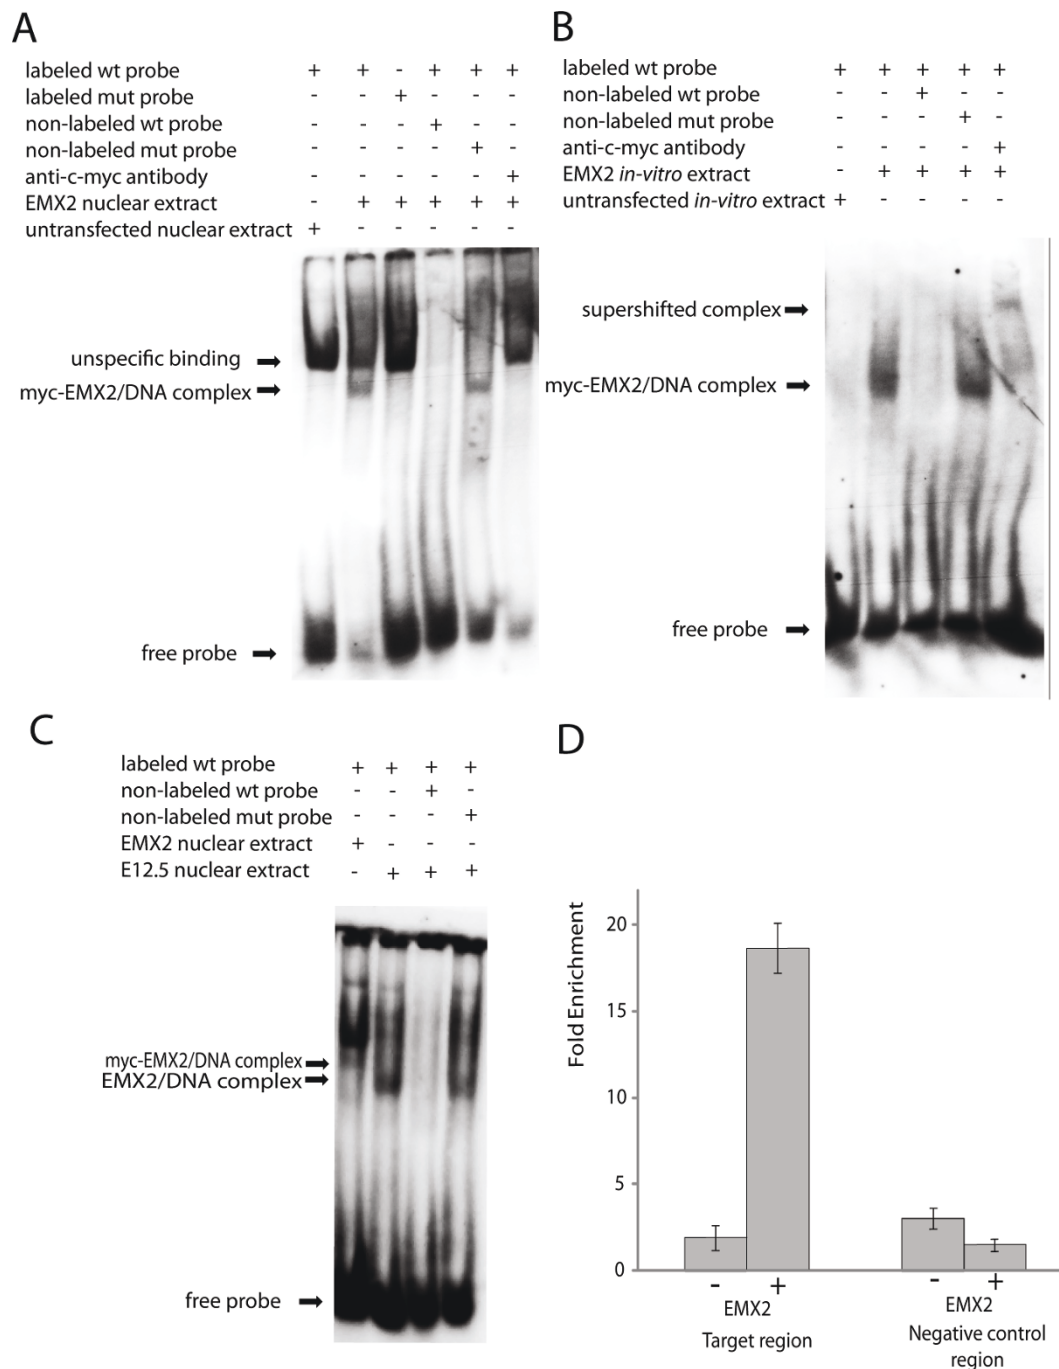 A
labeled wt probe + + - + + +
labeled mut probe - - + - - -
non-labeled wt probe - - - + - -
non-labeled mut probe - - - - + -
anti-c-myc antibody - - - - - +
EMX2 nuclear extract - + + + + +
untransfected nuclear extract + - - - - -
unspecific binding
myc-EMX2/DNA complex
free probe
B
labeled wt probe + + + + +
non-labeled wt probe - - + - -
non-labeled mut probe - - - + -
anti-c-myc antibody - - - - +
EMX2 in-vitro extract - + + + +
untransfected in-vitro extract + - - - -
supershifted complex
myc-EMX2/DNA complex
free probe
C
labeled wt probe + + + +
non-labeled wt probe - - + -
non-labeled mut probe - - - +
EMX2 nuclear extract + - - -
E12.5 nuclear extract - + + +
myc-EMX2/DNA complex
EMX2/DNA complex
free probe
D
Fold Enrichment
20
15
10
5
0
- + - +
EMX2 EMX2
Target region Negative control
region